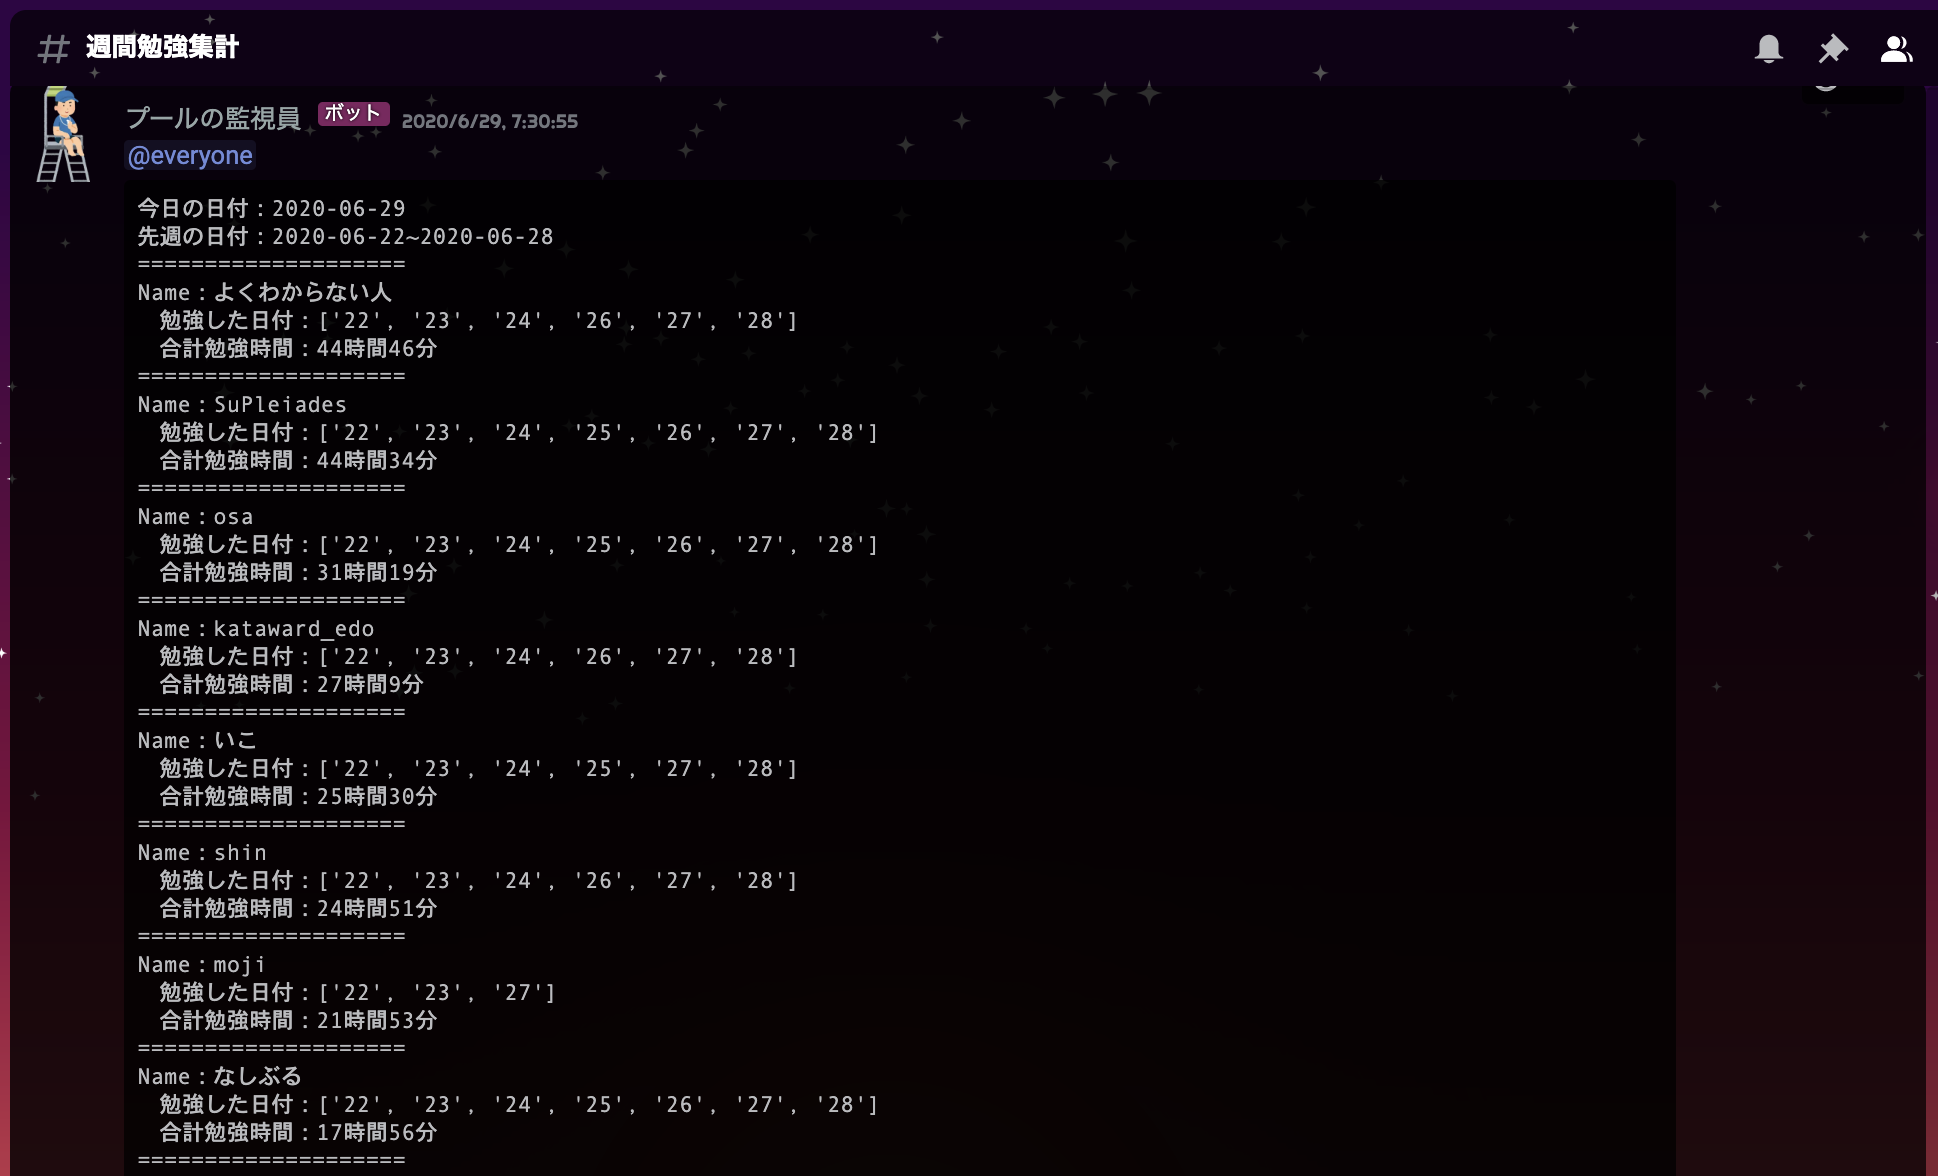 # 週間勉強集計
プールの監視員 ボット 2020/6/29, 7:30:55
@everyone
今日の日付：2020-06-29
先週の日付：2020-06-22~2020-06-28
====================
Name：よくわからない人
勉強した日付：['22', '23', '24', '26', '27', '28']
合計勉強時間：44時間46分
====================
Name：SuPleiades
勉強した日付：['22', '23', '24', '25', '26', '27', '28']
合計勉強時間：44時間34分
====================
Name：osa
勉強した日付：['22', '23', '24', '25', '26', '27', '28']
合計勉強時間：31時間19分
====================
Name：kataward_edo
勉強した日付：['22', '23', '24', '26', '27', '28']
合計勉強時間：27時間9分
====================
Name：いこ
勉強した日付：['22', '23', '24', '25', '27', '28']
合計勉強時間：25時間30分
====================
Name：shin
勉強した日付：['22', '23', '24', '26', '27', '28']
合計勉強時間：24時間51分
====================
Name：moji
勉強した日付：['22', '23', '27']
合計勉強時間：21時間53分
====================
Name：なしぶる
勉強した日付：['22', '23', '24', '25', '26', '27', '28']
合計勉強時間：17時間56分
====================